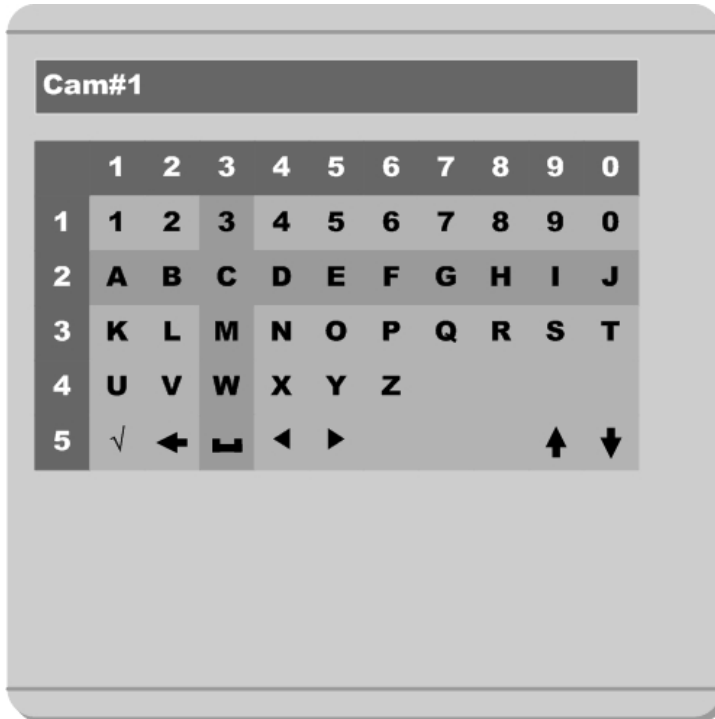 Cam#1
1 2 3 4 5 6 7 8 9 0
1 1 2 3 4 5 6 7 8 9 0
2 A B C D E F G H I J
3 K L M N O P Q R S T
4 U V W X Y Z
5 √ ← ⎵ ◀ ▶ ↑ ↓